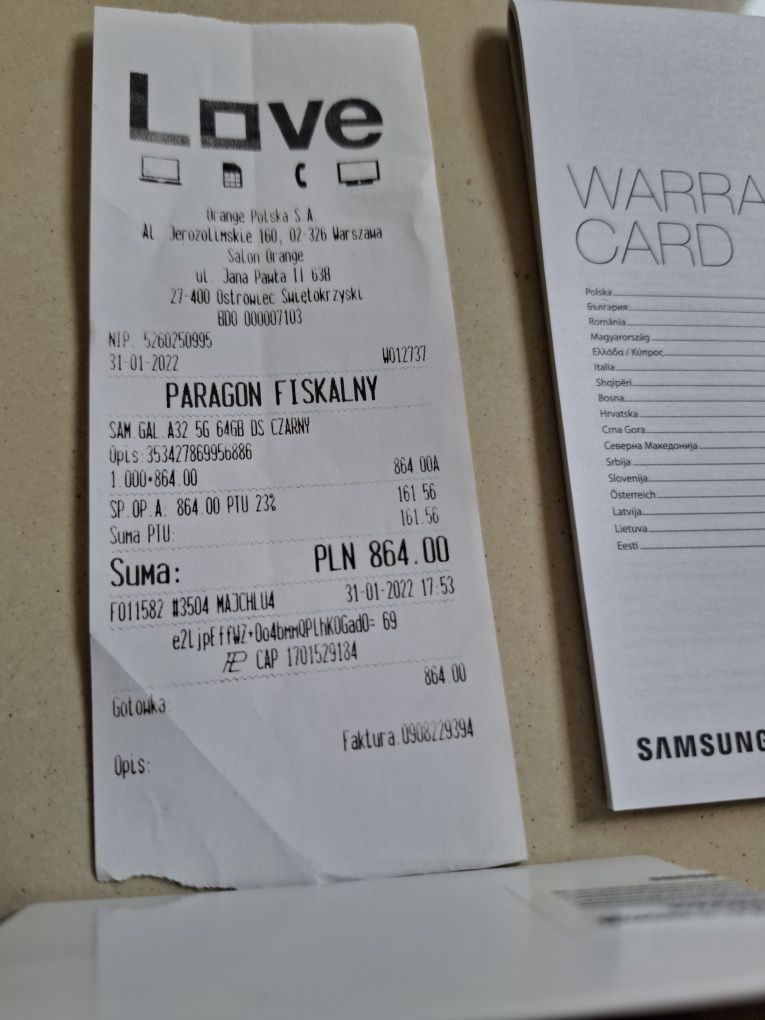 Love
Orange Polska S.A.
Al. Jerozolimskie 160, 02-326 Warszawa
Salon Orange
ul. Jana Pawła II 63B
27-400 Ostrowiec Świętokrzyski
BDO 000007103
NIP. 5260250995
31-01-2022 W012737
PARAGON FISKALNY
SAM.GAL.A32 5G 64GB DS CZARNY
Opis:353427869956886
1.000*864.00 864.00A
SP.OP.A: 864.00 PTU 23% 161.56
Suma PTU: 161.56
Suma: PLN 864.00
F011582 #3504 MAJCHLU4 31-01-2022 17:53
69
CAP 1701529184
Gotówka: 864.00
Faktura:0908229394
Opis:
WARRA
CARD
Polska
България
România
Magyarország
Ελλάδα / Κύπρος
Italia
Shqipëri
Bosna
Hrvatska
Crna Gora
Северна Македонија
Srbija
Slovenija
Österreich
Latvija
Lietuva
Eesti
SAMSUNG